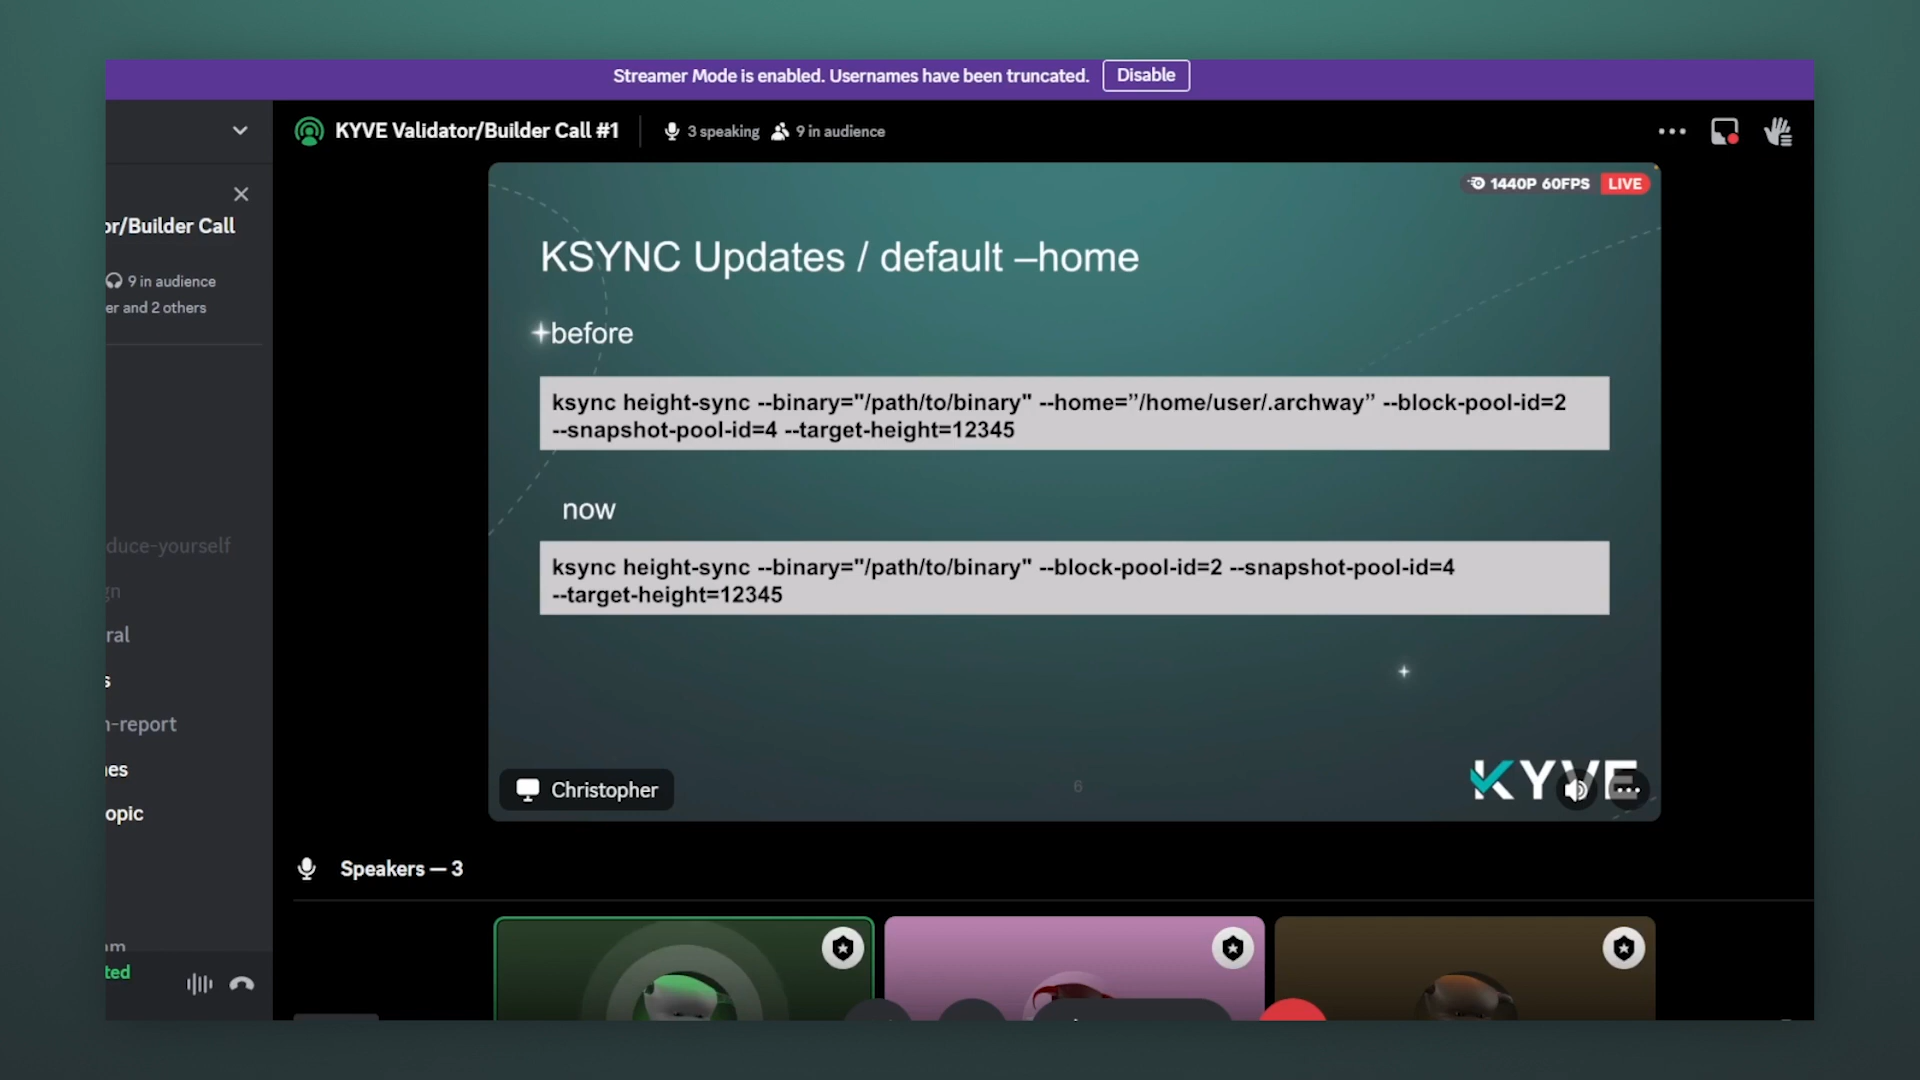 Streamer Mode is enabled. Usernames have been truncated. Disable
KYVE Validator/Builder Call #1
3 speaking 9 in audience
or/Builder Call
9 in audience
er and 2 others
duce-yourself
gn
ral
s
n-report
es
opic
am
ted
1440P 60FPS LIVE
KSYNC Updates / default –home
before
ksync height-sync --binary="/path/to/binary" --home=”/home/user/.archway” --block-pool-id=2
--snapshot-pool-id=4 --target-height=12345
now
ksync height-sync --binary="/path/to/binary" --block-pool-id=2 --snapshot-pool-id=4
--target-height=12345
Christopher
6
KYVE
Speakers — 3